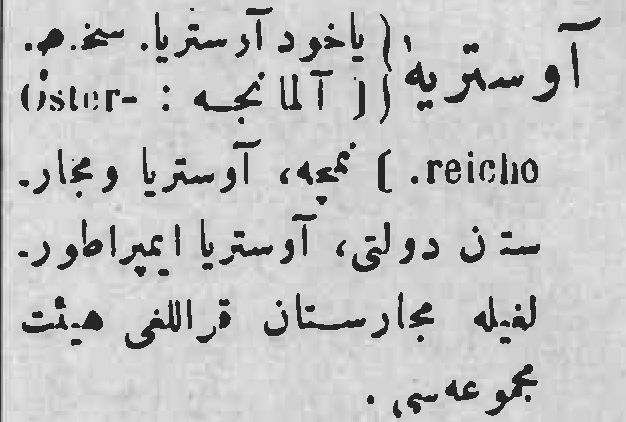 آوستریه ( یاخود آوستریا. سخ. ص.
[ آلمانجه : Öster-
reicho. ] نمچه، آوستریا ومجار-
ستان دولتی، آوستریا ایمپراطور-
لغیله مجارستان قراللغی هیئت
مجموعه‌سی.